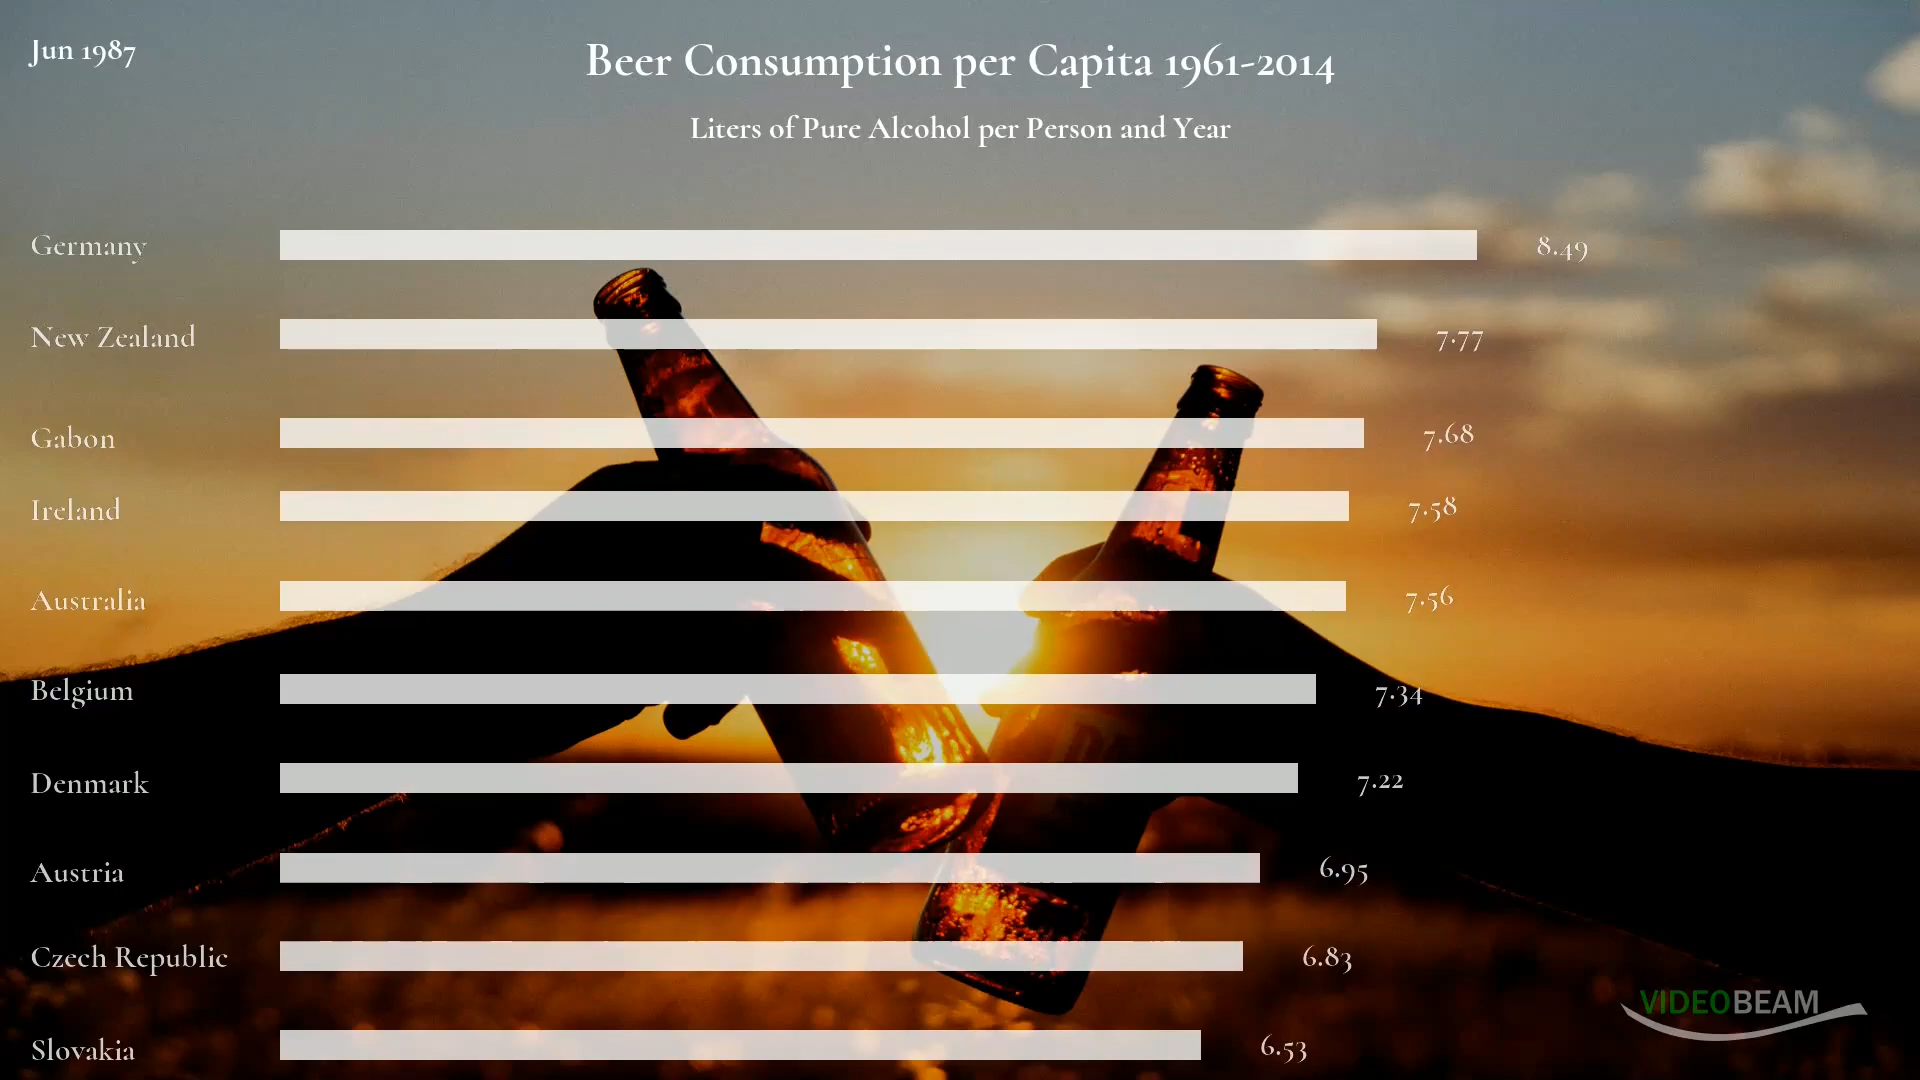 Jun 1987
Beer Consumption per Capita 1961-2014
Liters of Pure Alcohol per Person and Year
Germany 8.49
New Zealand 7.77
Gabon 7.68
Ireland 7.58
Australia 7.56
Belgium 7.34
Denmark 7.22
Austria 6.95
Czech Republic 6.83
Slovakia 6.53
VIDEOBEAM